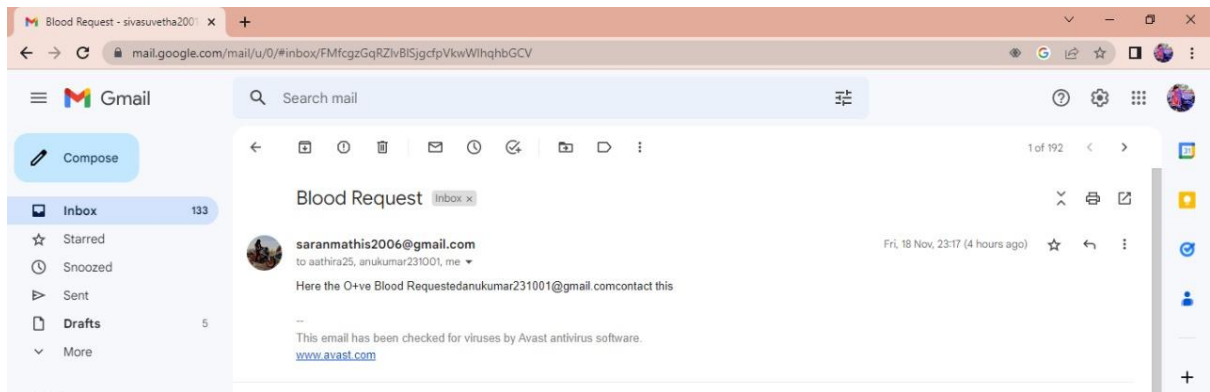 Blood Request - sivasuvetha2001
mail.google.com/mail/u/0/#inbox/FMfcgzGqRZlvBlSjgcfpVkwWlhqhbGCV
Gmail
Search mail
Compose
1 of 192
Blood Request Inbox x
Inbox 133
Starred
Snoozed
Sent
Drafts 5
More
saranmathis2006@gmail.com
Fri, 18 Nov, 23:17 (4 hours ago)
to aathira25, anukumar231001, me
Here the O+ve Blood Requestedanukumar231001@gmail.comcontact this
--
This email has been checked for viruses by Avast antivirus software.
www.avast.com
31